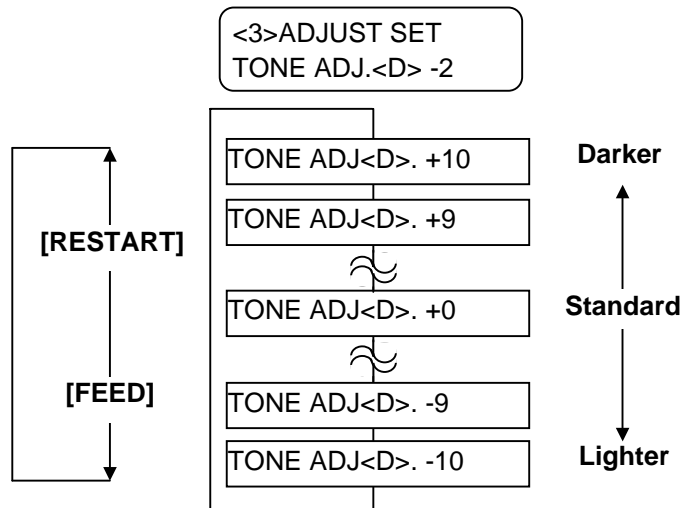 <3>ADJUST SET
TONE ADJ.<D> -2
TONE ADJ<D>. +10
Darker
TONE ADJ<D>. +9
[RESTART]
TONE ADJ<D>. +0
Standard
[FEED]
TONE ADJ<D>. -9
TONE ADJ<D>. -10
Lighter